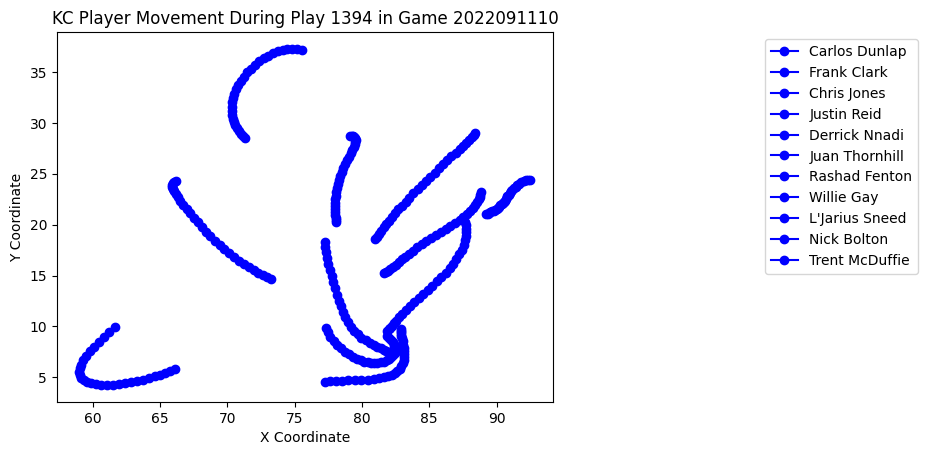 KC Player Movement During Play 1394 in Game 2022091110
Carlos Dunlap
Frank Clark
Chris Jones
Justin Reid
Derrick Nnadi
Juan Thornhill
Rashad Fenton
Willie Gay
L'Jarius Sneed
Nick Bolton
Trent McDuffie
Y Coordinate
35
30
25
20
15
10
5
60 65 70 75 80 85 90
X Coordinate